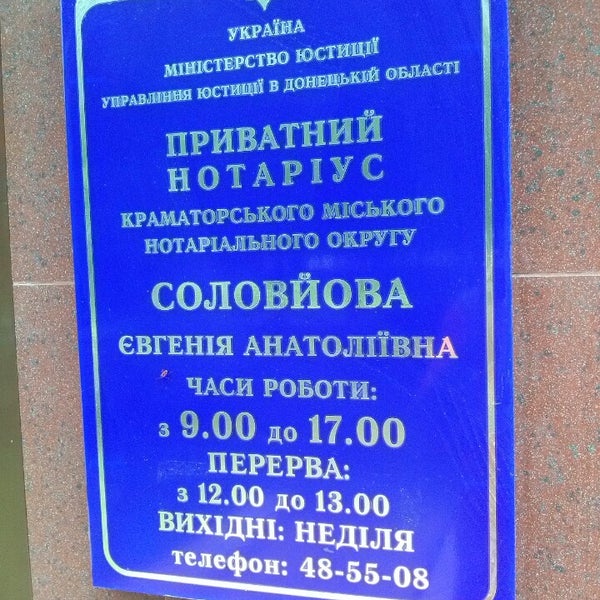 УКРАЇНА
МІНІСТЕРСТВО ЮСТИЦІЇ
УПРАВЛІННЯ ЮСТИЦІЇ В ДОНЕЦЬКІЙ ОБЛАСТІ
ПРИВАТНИЙ
НОТАРІУС
КРАМАТОРСЬКОГО МІСЬКОГО
НОТАРІАЛЬНОГО ОКРУГУ
СОЛОВЙОВА
ЄВГЕНІЯ АНАТОЛІЇВНА
ЧАСИ РОБОТИ:
з 9.00 до 17.00
ПЕРЕРВА:
з 12.00 до 13.00
ВИХІДНІ: НЕДІЛЯ
телефон: 48-55-08